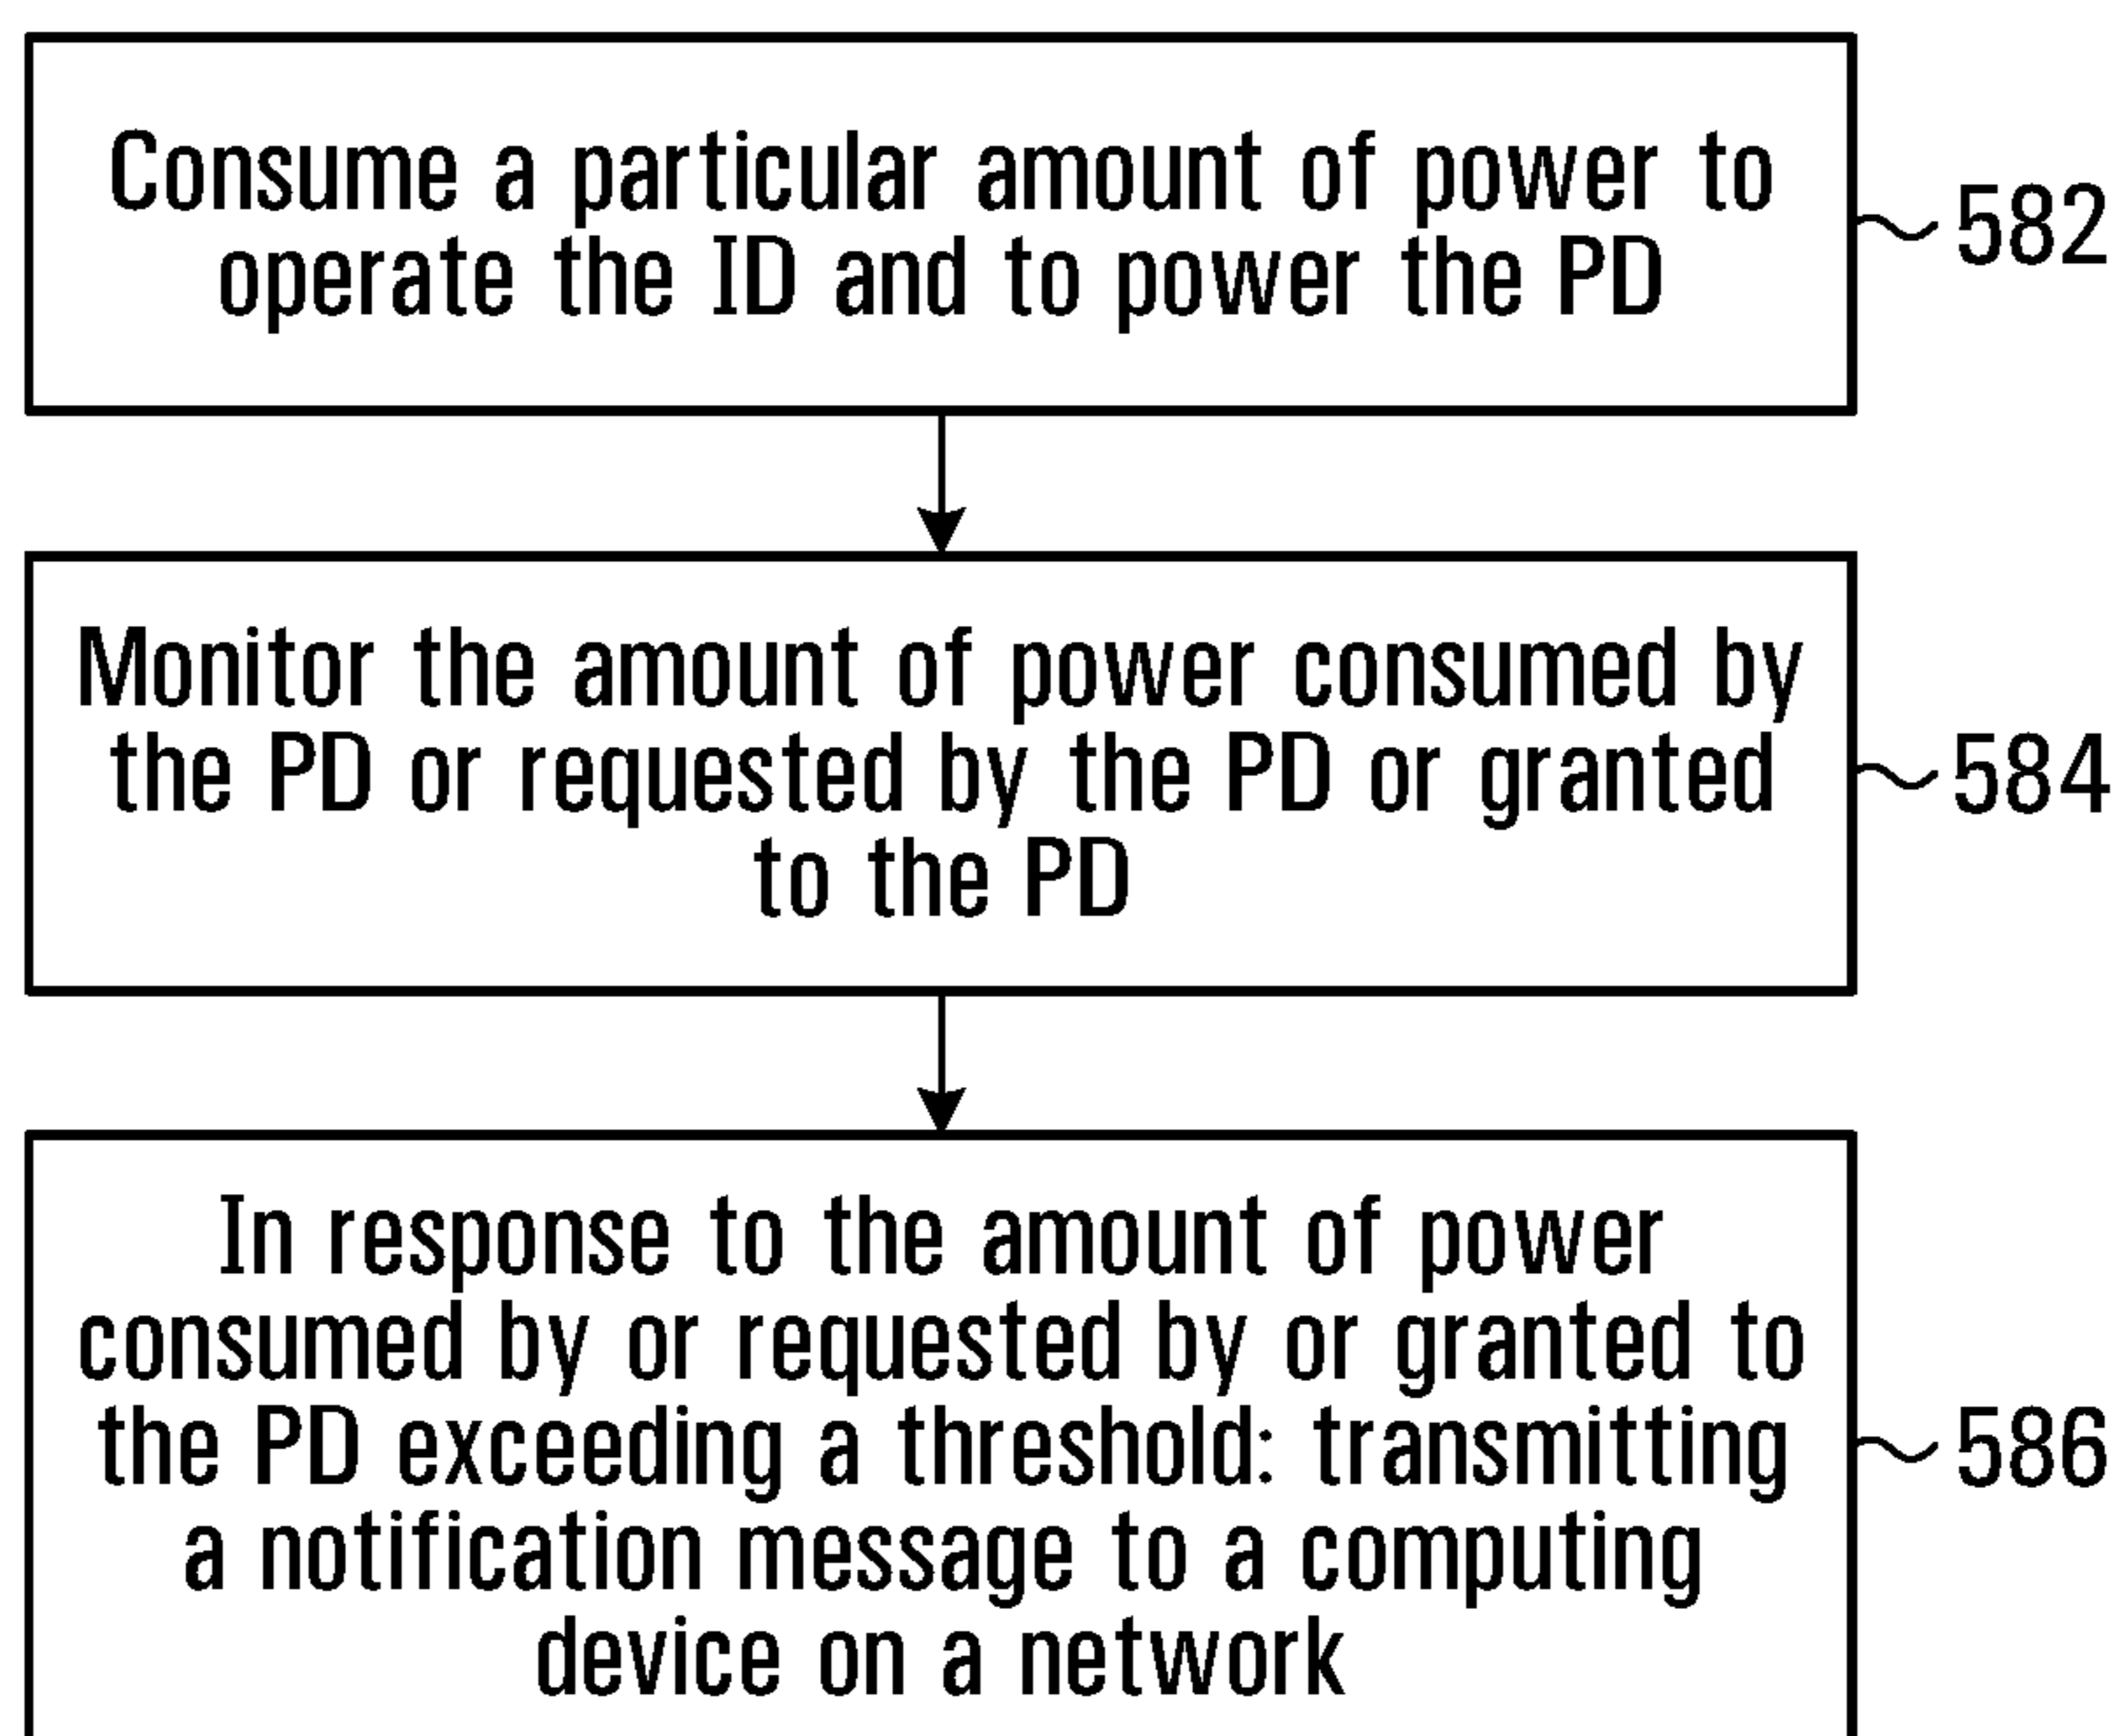 Consume a particular amount of power to
operate the ID and to power the PD
582
Monitor the amount of power consumed by
the PD or requested by the PD or granted
to the PD
584
In response to the amount of power
consumed by or requested by or granted to
the PD exceeding a threshold: transmitting
a notification message to a computing
device on a network
586